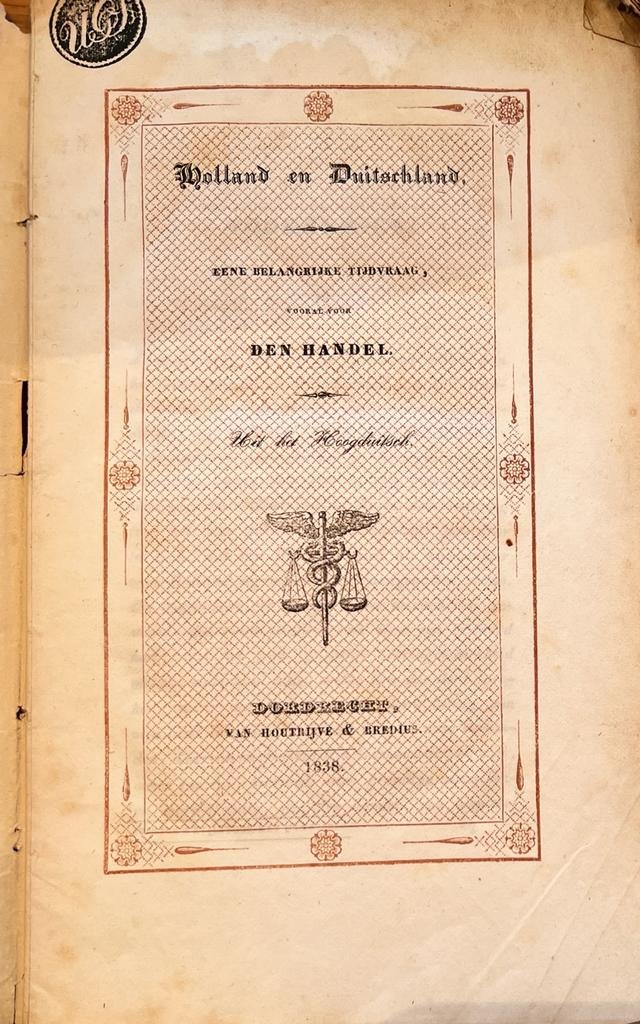 Holland en Duitschland,
EENE BELANGRIJKE TIJDVRAAG,
VOORAL VOOR
DEN HANDEL.
Uit het Hoogduitsch.
DORDRECHT,
VAN HOUTRIJVE & BREDIUS.
1838.